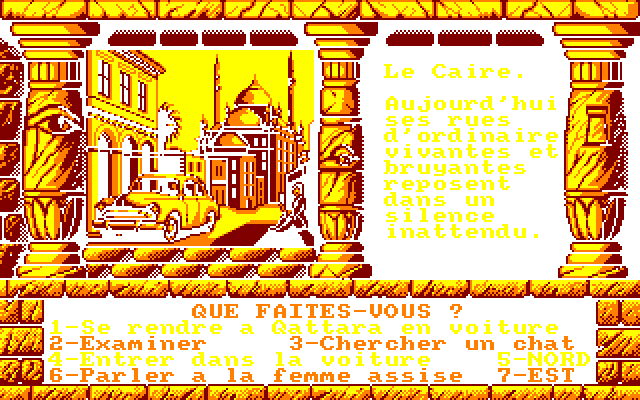 Le Caire.
Aujourd'hui
ses rues
d'ordinaire
vivantes et
bruyantes
reposent
dans un
silence
inattendu.
QUE FAITES-VOUS ?
1-Se rendre a Qattara en voiture
2-Examiner 3-Chercher un chat
4-Entrer dans la voiture 5-NORD
6-Parler a la femme assise 7-EST